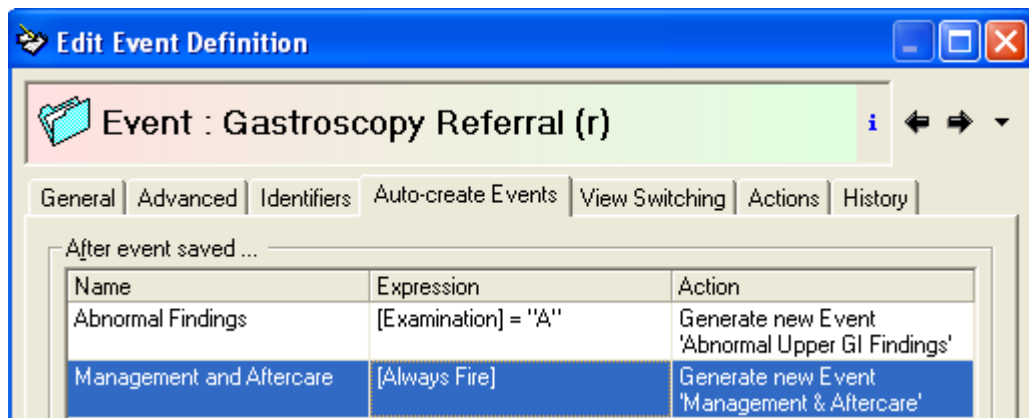 Edit Event Definition
Event : Gastroscopy Referral (r)
i
General Advanced Identifiers Auto-create Events View Switching Actions History
After event saved ...
Name Expression Action
Abnormal Findings [Examination] = "A" Generate new Event
'Abnormal Upper GI Findings'
Management and Aftercare [Always Fire] Generate new Event
'Management & Aftercare'